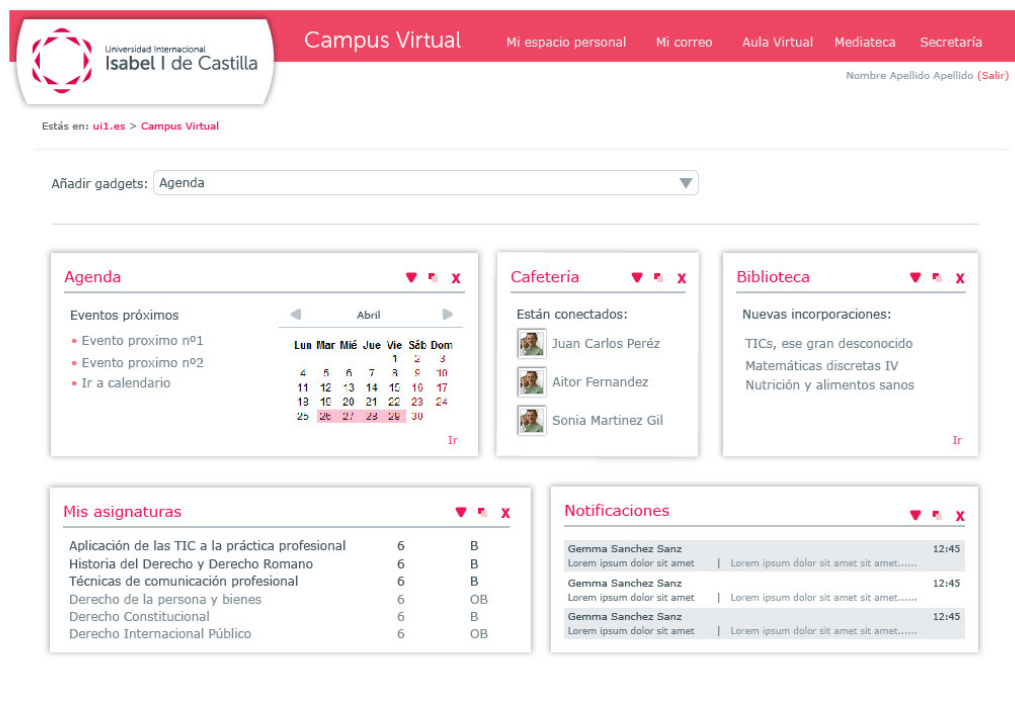 Universidad Internacional
Isabel I de Castilla
Campus Virtual
Mi espacio personal
Mi correo
Aula Virtual
Mediateca
Secretaría
Nombre Apellido Apellido (Salir)
Estás en: ui1.es > Campus Virtual
Añadir gadgets: Agenda
Agenda
X
Eventos próximos
• Evento proximo nº1
• Evento proximo nº2
• Ir a calendario
Abril
Lun Mar Mié Jue Vie Sáb Dom
1 2 3
4 5 6 7 8 9 10
11 12 13 14 15 16 17
18 19 20 21 22 23 24
25 26 27 28 29 30
Ir
Cafetería
X
Están conectados:
Juan Carlos Peréz
Aitor Fernandez
Sonia Martinez Gil
Biblioteca
X
Nuevas incorporaciones:
TICs, ese gran desconocido
Matemáticas discretas IV
Nutrición y alimentos sanos
Ir
Mis asignaturas
X
Aplicación de las TIC a la práctica profesional 6 B
Historia del Derecho y Derecho Romano 6 B
Técnicas de comunicación profesional 6 B
Derecho de la persona y bienes 6 OB
Derecho Constitucional 6 B
Derecho Internacional Público 6 OB
Notificaciones
X
Gemma Sanchez Sanz 12:45
Lorem ipsum dolor sit amet | Lorem ipsum dolor sit amet sit amet......
Gemma Sanchez Sanz 12:45
Lorem ipsum dolor sit amet | Lorem ipsum dolor sit amet sit amet......
Gemma Sanchez Sanz 12:45
Lorem ipsum dolor sit amet | Lorem ipsum dolor sit amet sit amet......